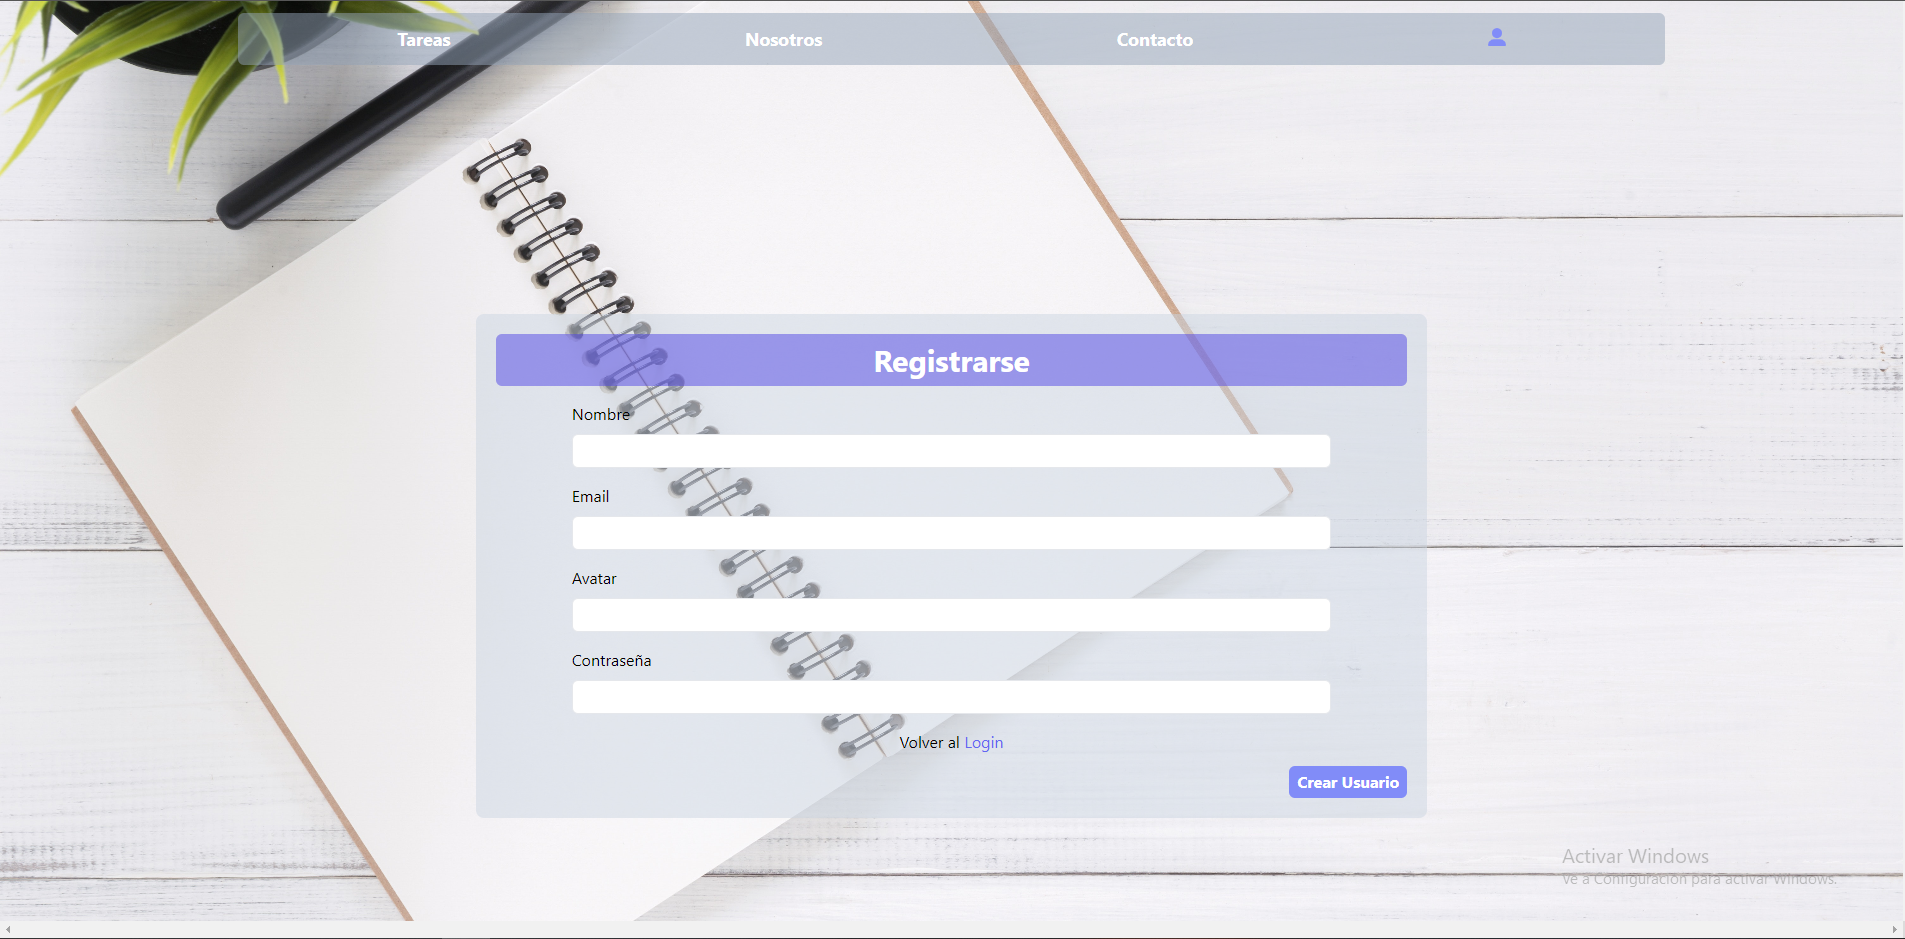 Tareas Nosotros Contacto
Registrarse
Nombre
Email
Avatar
Contraseña
Volver al Login
Crear Usuario
Activar Windows
Ve a Configuración para activar Windows.